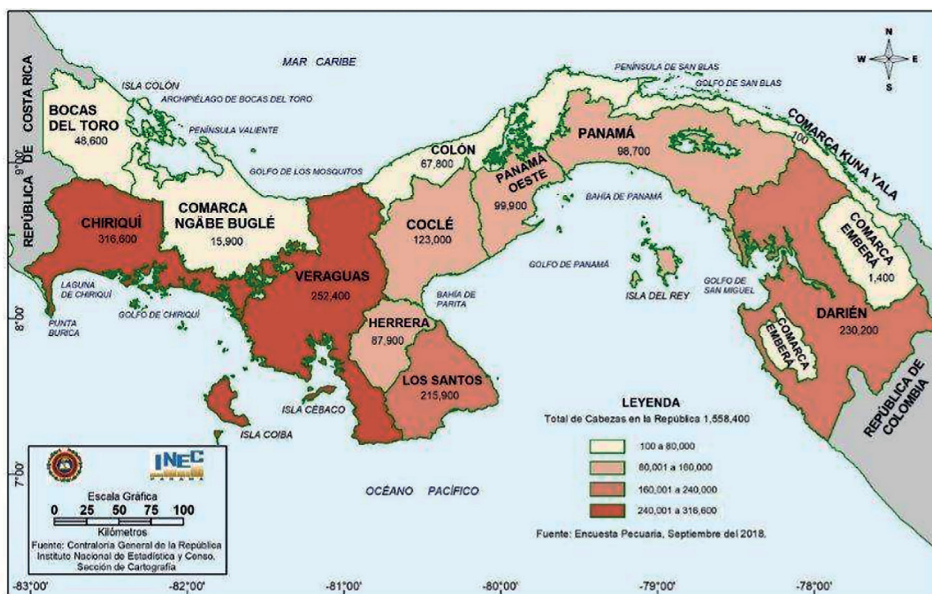 MAR CARIBE
N
W
E
S
REPÚBLICA DE COSTA RICA
ISLA COLÓN
ARCHIPIÉLAGO DE BOCAS DEL TORO
BOCAS
DEL TORO
48,600
PENÍNSULA VALIENTE
GOLFO DE LOS MOSQUITOS
PENÍNSULA DE SAN BLAS
GOLFO DE SAN BLAS
COMARCA KUNA YALA
100
COLÓN
67,800
PANAMÁ
98,700
PANAMÁ
OESTE
99,900
9°00'
CHIRIQUÍ
316,600
COMARCA
NGÄBE BUGLÉ
15,900
COCLÉ
123,000
VERAGUAS
252,400
BAHÍA DE PANAMÁ
GOLFO DE PANAMÁ
ISLA DEL REY
GOLFO DE
SAN MIGUEL
COMARCA
EMBERÁ
1,400
DARIÉN
230,200
COMARCA
EMBERÁ
REPÚBLICA DE
COLOMBIA
LAGUNA
DE CHIRIQUÍ
GOLFO DE CHIRIQUÍ
PUNTA
BURICA
8°00'
BAHÍA DE
PARITA
HERRERA
87,900
LOS SANTOS
215,900
ISLA CÉBACO
ISLA COIBA
7°00'
OCÉANO PACÍFICO
LEYENDA
Total de Cabezas en la República 1,558,400
100 a 80,000
80,001 a 160,000
160,001 a 240,000
240,001 a 316,600
Fuente: Encuesta Pecuaria, Septiembre del 2018.
INEC
PANAMÁ
Escala Gráfica
0 25 50 75 100
Kilómetros
Fuente: Contraloría General de la República
Instituto Nacional de Estadística y Censo.
Sección de Cartografía
-83°00' -82°00' -81°00' -80°00' -79°00' -78°00'